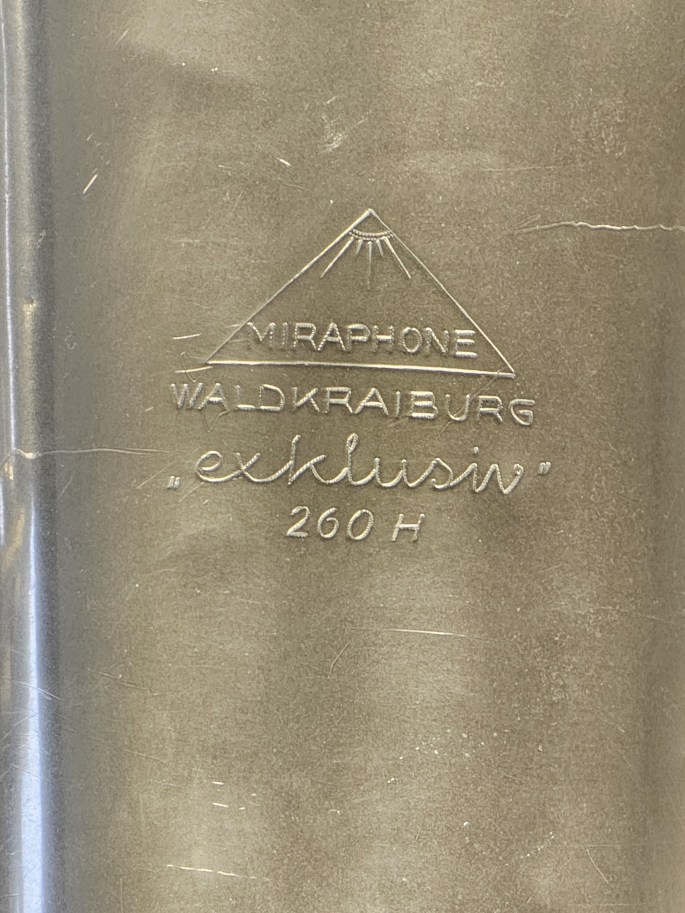 MIRAPHONE
WALDKRAIBURG
„exklusiv”
260 H